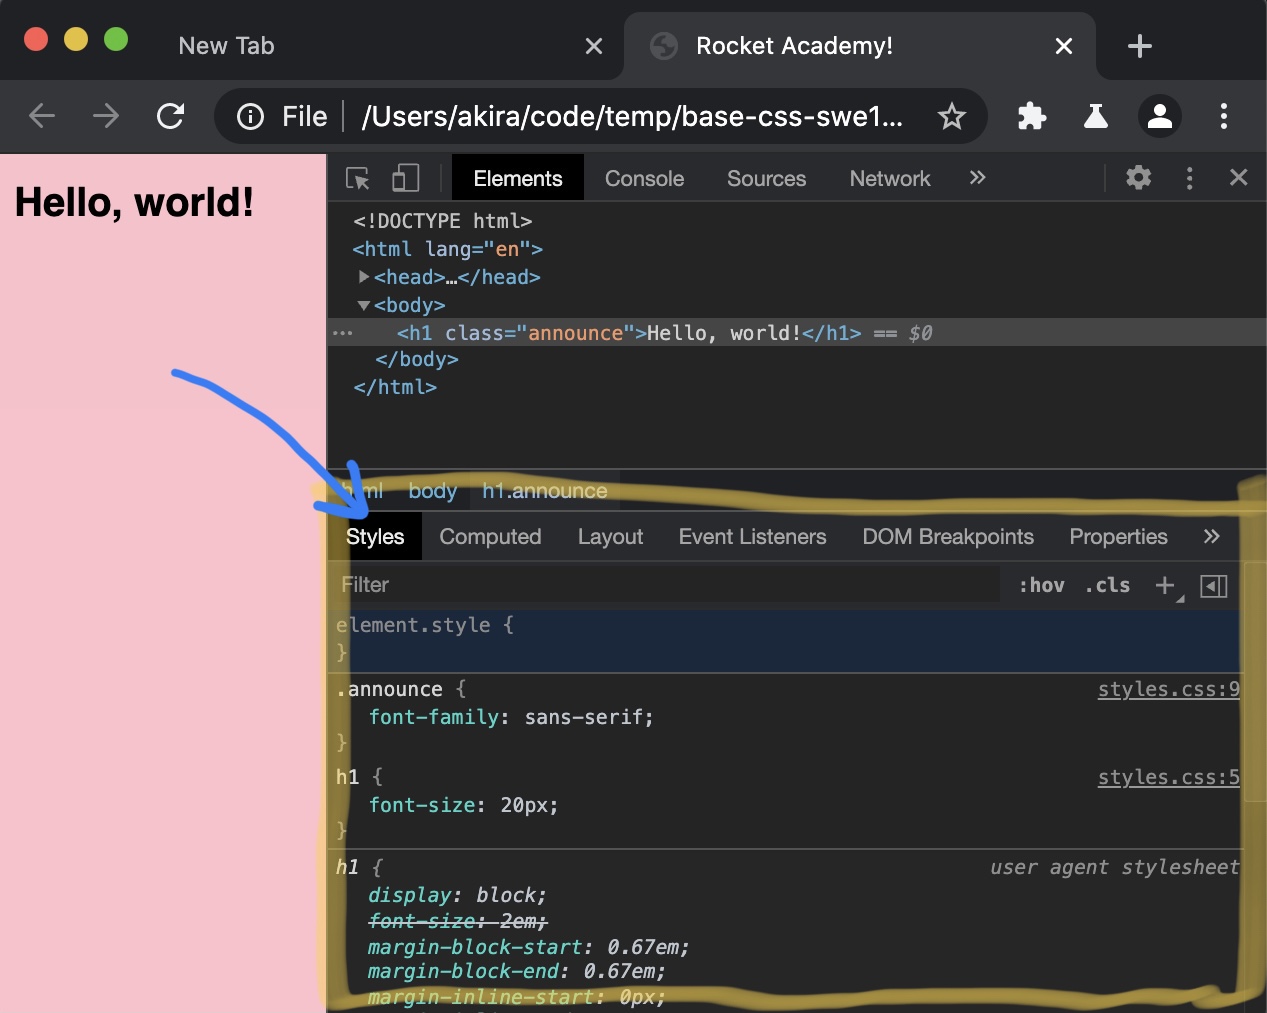 New Tab
Rocket Academy!
File
/Users/akira/code/temp/base-css-swe1...
Hello, world!
Elements Console Sources Network
<!DOCTYPE html>
<html lang="en">
<head>…</head>
<body>
<h1 class="announce">Hello, world!</h1> == $0
</body>
</html>
html body h1.announce
Styles Computed Layout Event Listeners DOM Breakpoints Properties
Filter :hov .cls
element.style {
}
.announce { styles.css:9
font-family: sans-serif;
}
h1 { styles.css:5
font-size: 20px;
}
h1 { user agent stylesheet
display: block;
font-size: 2em;
margin-block-start: 0.67em;
margin-block-end: 0.67em;
margin-inline-start: 0px;